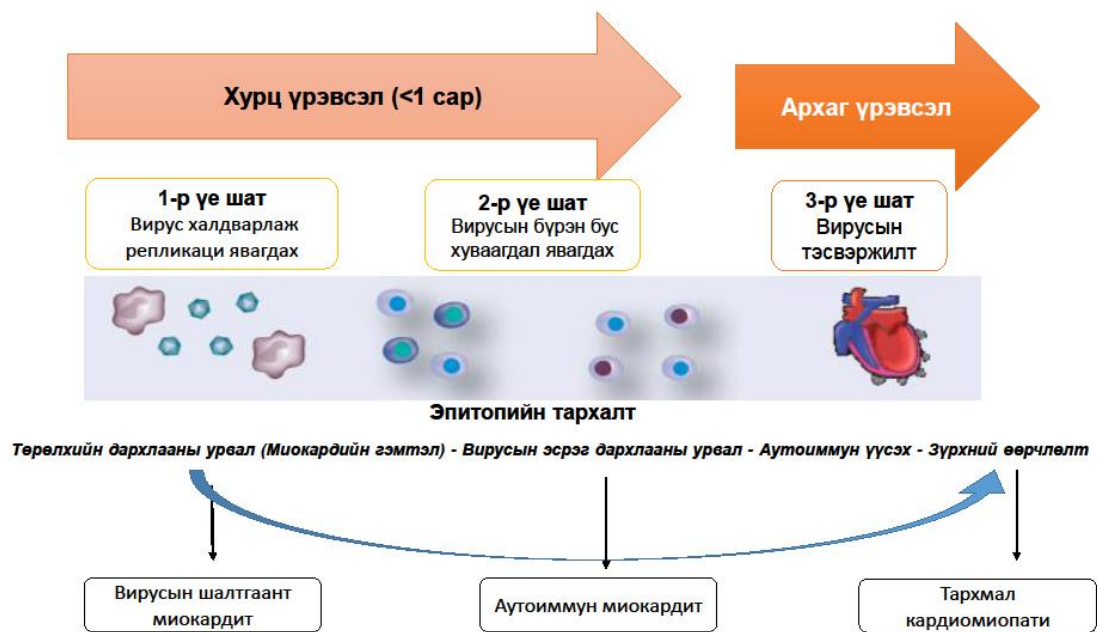 Хурц үрэвсэл (<1 сар)
Архаг үрэвсэл
1-р үе шат
Вирус халдварлаж
репликаци явагдах
2-р үе шат
Вирусын бүрэн бус
хуваагдал явагдах
3-р үе шат
Вирусын
тэсвэржилт
Эпитопийн тархалт
Төрөлхийн дархлааны урвал (Миокардийн гэмтэл) - Вирусын эсрэг дархлааны урвал - Аутоиммун үүсэх - Зүрхний өөрчлөлт
Вирусын шалтгаант
миокардит
Аутоиммун миокардит
Тархмал
кардиомиопати